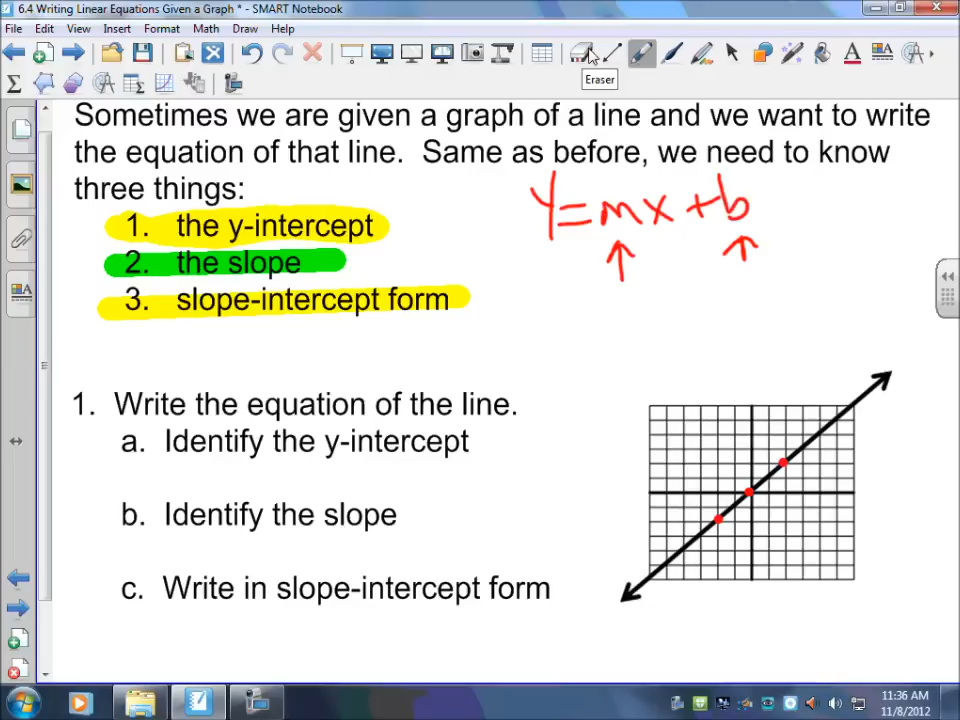 6.4 Writing Linear Equations Given a Graph * - SMART Notebook
File Edit View Insert Format Math Draw Help
Eraser
Sometimes we are given a graph of a line and we want to write
the equation of that line. Same as before, we need to know
three things:
1. the y-intercept
2. the slope
3. slope-intercept form
y=mx+b
1. Write the equation of the line.
a. Identify the y-intercept
b. Identify the slope
c. Write in slope-intercept form
11:36 AM
11/8/2012